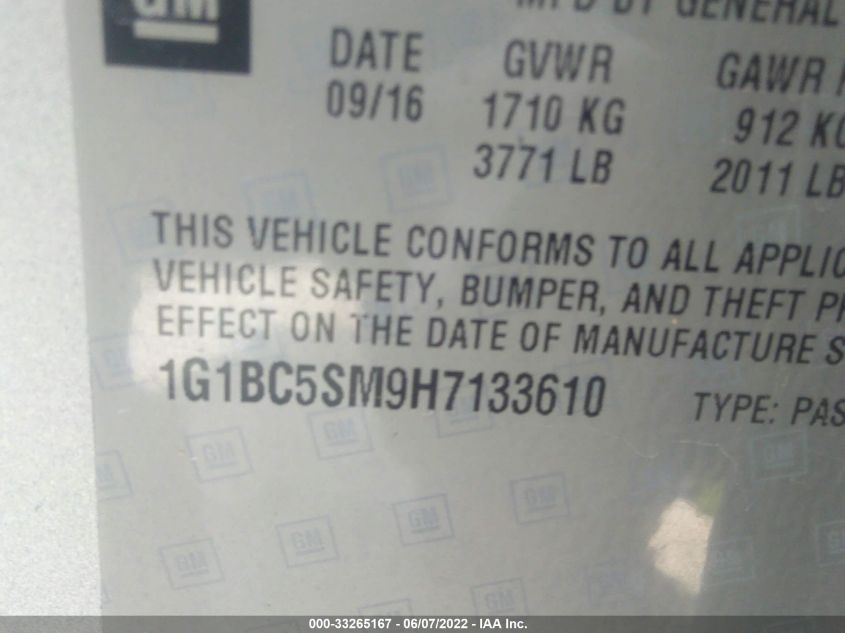 GM
MFD BY GENERAL
DATE GVWR GAWR
09/16 1710 KG 912 KG
3771 LB 2011 LB
THIS VEHICLE CONFORMS TO ALL APPLIC
VEHICLE SAFETY, BUMPER, AND THEFT PR
EFFECT ON THE DATE OF MANUFACTURE S
1G1BC5SM9H7133610 TYPE: PAS
000-33265167 - 06/07/2022 - IAA Inc.